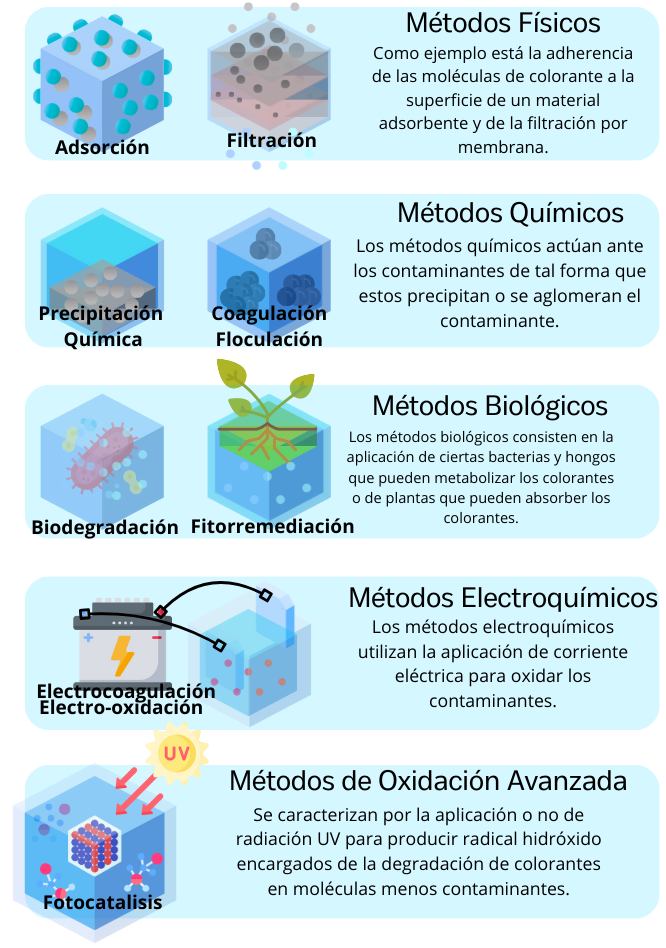 Métodos Físicos
Como ejemplo está la adherencia
de las moléculas de colorante a la
superficie de un material
adsorbente y de la filtración por
membrana.
Adsorción
Filtración
Métodos Químicos
Los métodos químicos actúan ante
los contaminantes de tal forma que
estos precipitan o se aglomeran el
contaminante.
Precipitación
Química
Coagulación
Floculación
Métodos Biológicos
Los métodos biológicos consisten en la
aplicación de ciertas bacterias y hongos
que pueden metabolizar los colorantes
o de plantas que pueden absorber los
colorantes.
Biodegradación
Fitorremediación
Métodos Electroquímicos
Los métodos electroquímicos
utilizan la aplicación de corriente
eléctrica para oxidar los
contaminantes.
Electrocoagulación
Electro-oxidación
UV
Métodos de Oxidación Avanzada
Se caracterizan por la aplicación o no de
radiación UV para producir radical hidróxido
encargados de la degradación de colorantes
en moléculas menos contaminantes.
Fotocatalisis